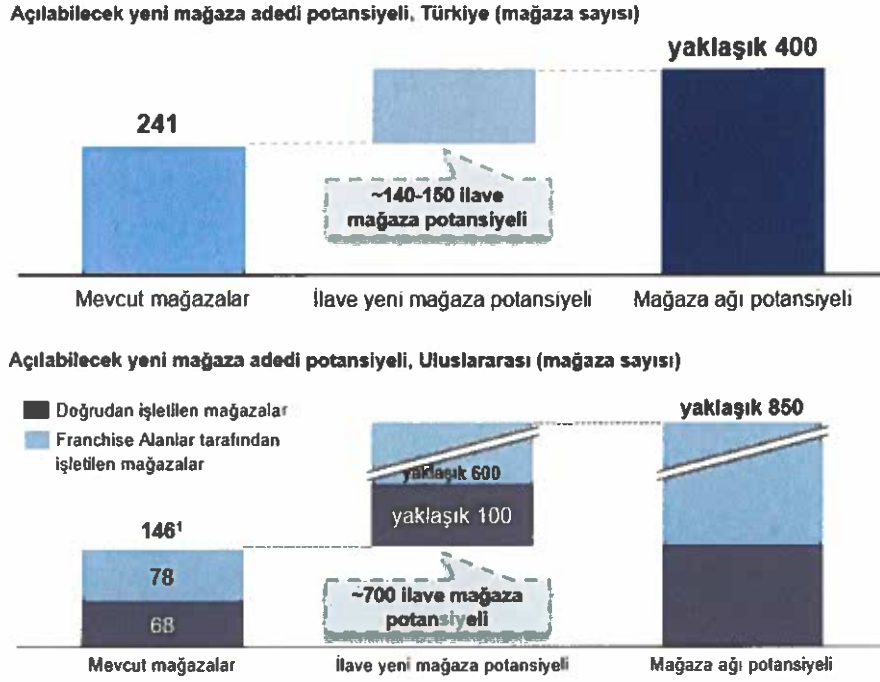 Açılabilecek yeni mağaza adedi potansiyeli, Türkiye (mağaza sayısı)
yaklaşık 400
241
~140-150 ilave
mağaza potansiyeli
Mevcut mağazalar
İlave yeni mağaza potansiyeli
Mağaza ağı potansiyeli
Açılabilecek yeni mağaza adedi potansiyeli, Uluslararası (mağaza sayısı)
Doğrudan işletilen mağazalar
Franchise Alanlar tarafından
işletilen mağazalar
yaklaşık 850
yaklaşık 600
yaklaşık 100
146¹
78
68
~700 ilave mağaza
potansiyeli
Mevcut mağazalar
İlave yeni mağaza potansiyeli
Mağaza ağı potansiyeli